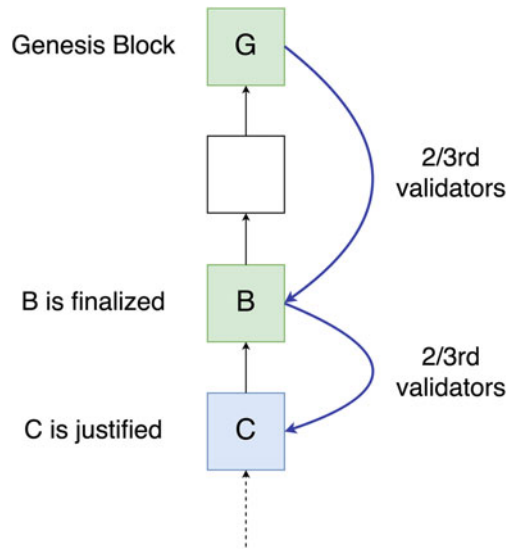 Genesis Block
G
2/3rd
validators
B is finalized
B
2/3rd
validators
C is justified
C